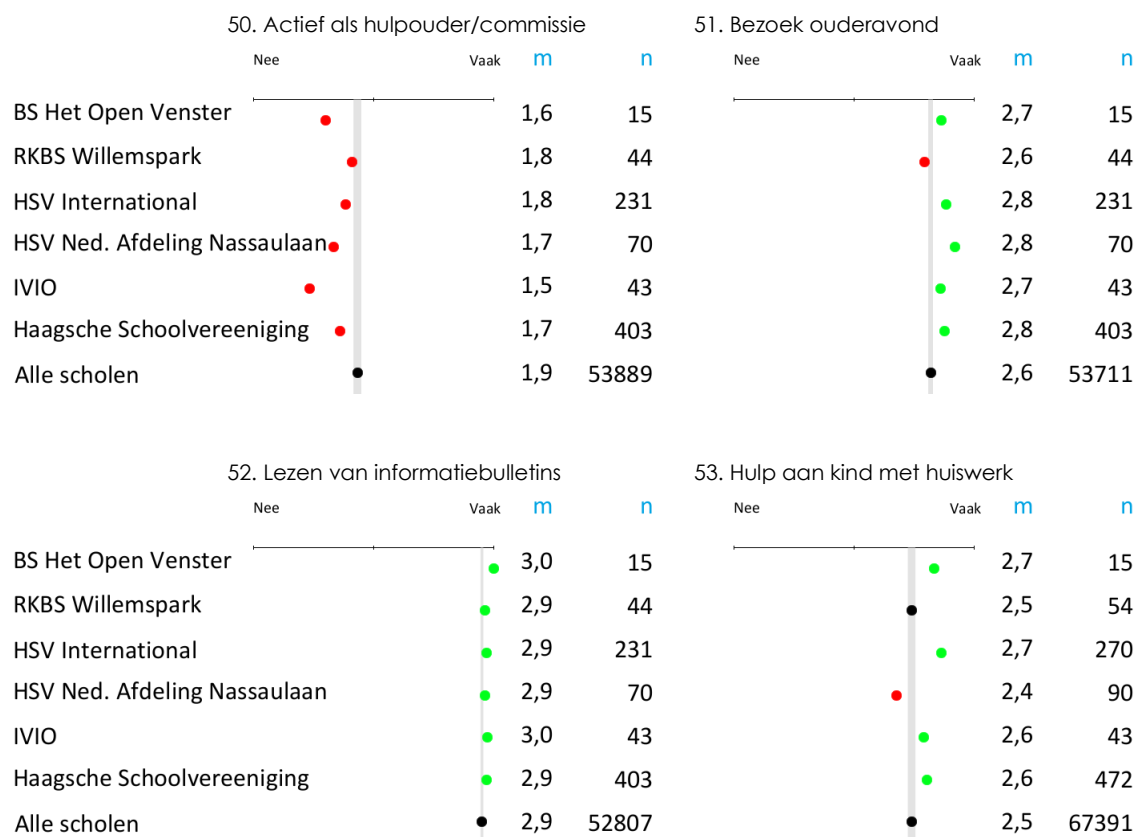 50. Actief als hulpouder/commissie
Nee Vaak m n
BS Het Open Venster 1,6 15
RKBS Willemspark 1,8 44
HSV International 1,8 231
HSV Ned. Afdeling Nassaulaan 1,7 70
IVIO 1,5 43
Haagsche Schoolvereeniging 1,7 403
Alle scholen 1,9 53889
51. Bezoek ouderavond
Nee Vaak m n
2,7 15
2,6 44
2,8 231
2,8 70
2,7 43
2,8 403
2,6 53711
52. Lezen van informatiebulletins
Nee Vaak m n
BS Het Open Venster 3,0 15
RKBS Willemspark 2,9 44
HSV International 2,9 231
HSV Ned. Afdeling Nassaulaan 2,9 70
IVIO 3,0 43
Haagsche Schoolvereeniging 2,9 403
Alle scholen 2,9 52807
53. Hulp aan kind met huiswerk
Nee Vaak m n
2,7 15
2,5 54
2,7 270
2,4 90
2,6 43
2,6 472
2,5 67391